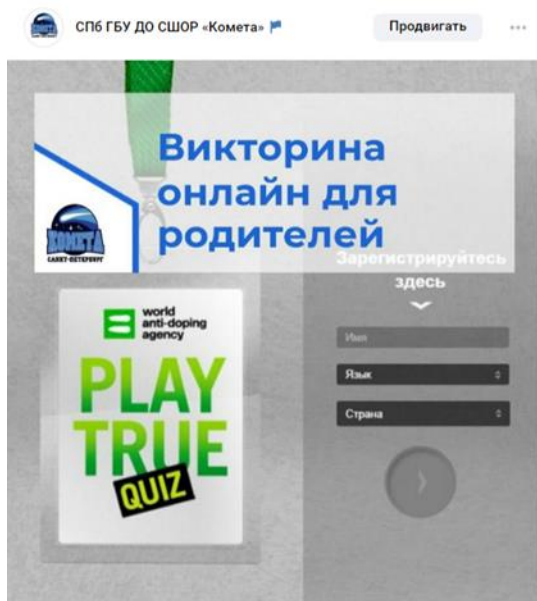 СПб ГБУ ДО СШОР «Комета»
Продвигать
Викторина
онлайн для
родителей
КОМЕТА
САНКТ-ПЕТЕРБУРГ
Зарегистрируйтесь
здесь
world
anti-doping
agency
PLAY
TRUE
QUIZ
Имя
Язык
Страна